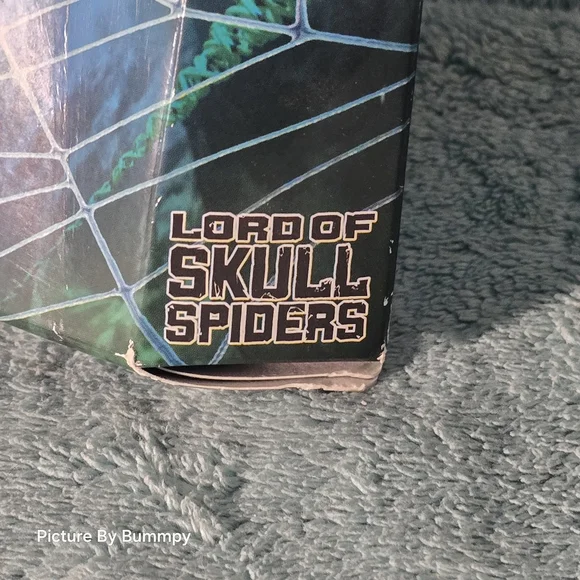 LORD OF
SKULL
SPIDERS
Picture By Bummpy